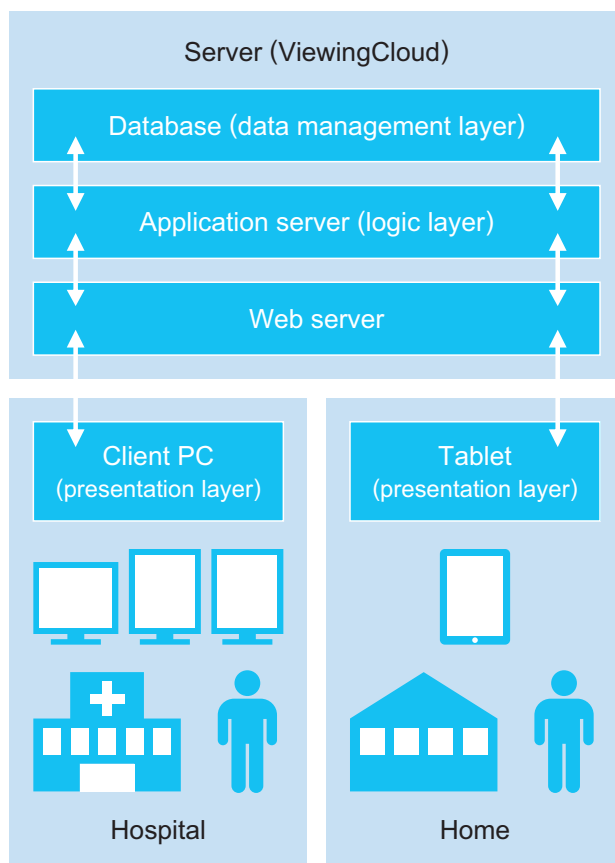 Server (ViewingCloud)
Database (data management layer)
Application server (logic layer)
Web server
Client PC
(presentation layer)
Tablet
(presentation layer)
Hospital
Home